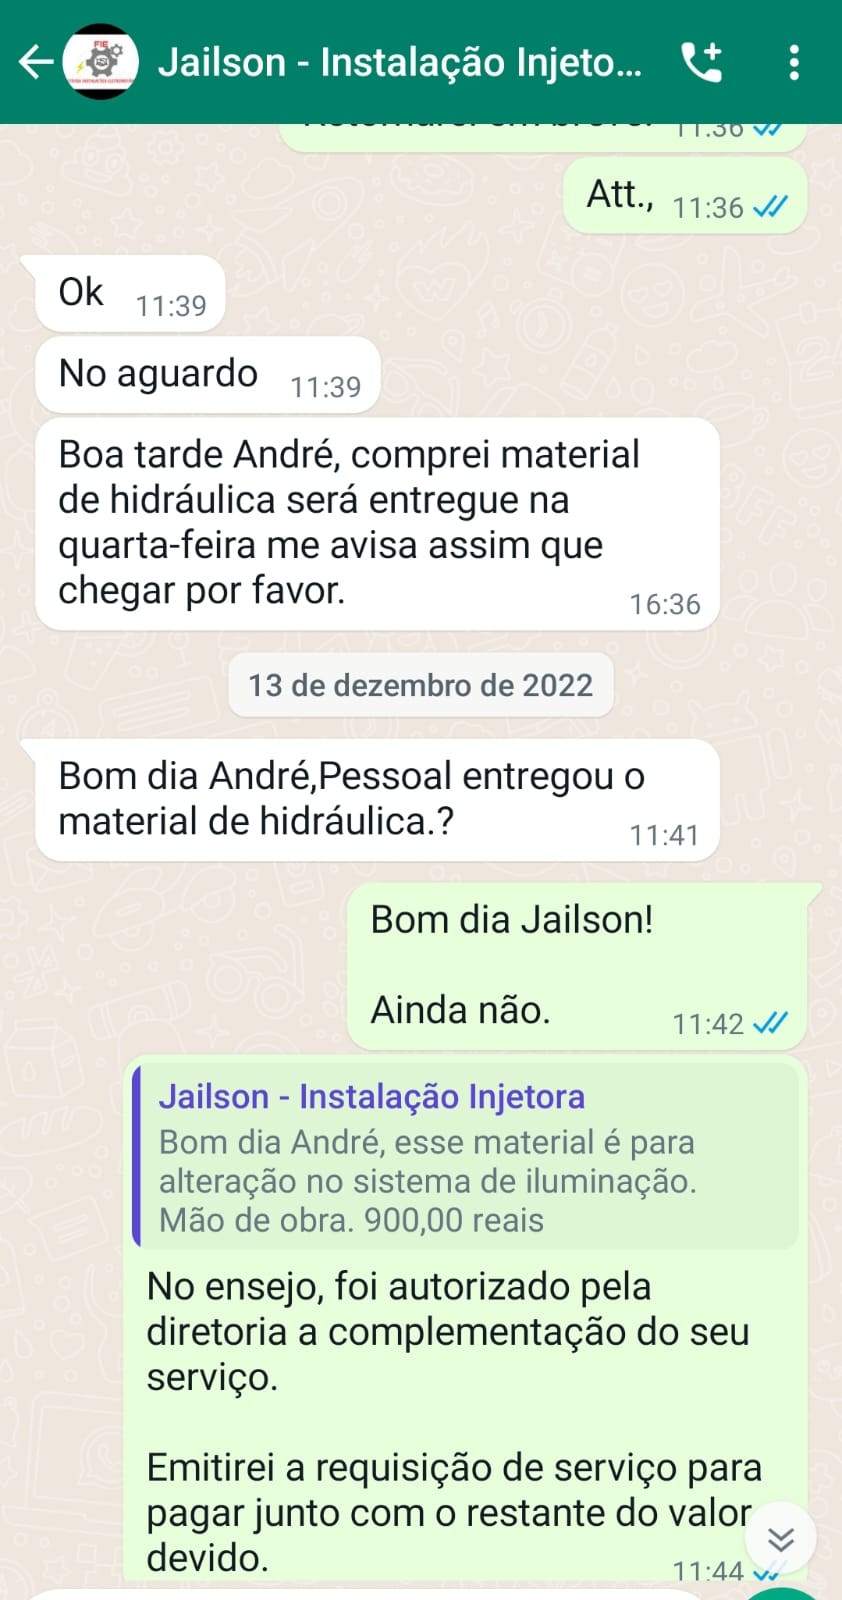 Jailson - Instalação Injeto...
11:36
Att., 11:36
Ok 11:39
No aguardo 11:39
Boa tarde André, comprei material
de hidráulica será entregue na
quarta-feira me avisa assim que
chegar por favor.
16:36
13 de dezembro de 2022
Bom dia André,Pessoal entregou o
material de hidráulica.?
11:41
Bom dia Jailson!
Ainda não.
11:42
Jailson - Instalação Injetora
Bom dia André, esse material é para
alteração no sistema de iluminação.
Mão de obra. 900,00 reais
No ensejo, foi autorizado pela
diretoria a complementação do seu
serviço.
Emitirei a requisição de serviço para
pagar junto com o restante do valor
devido.
11:44